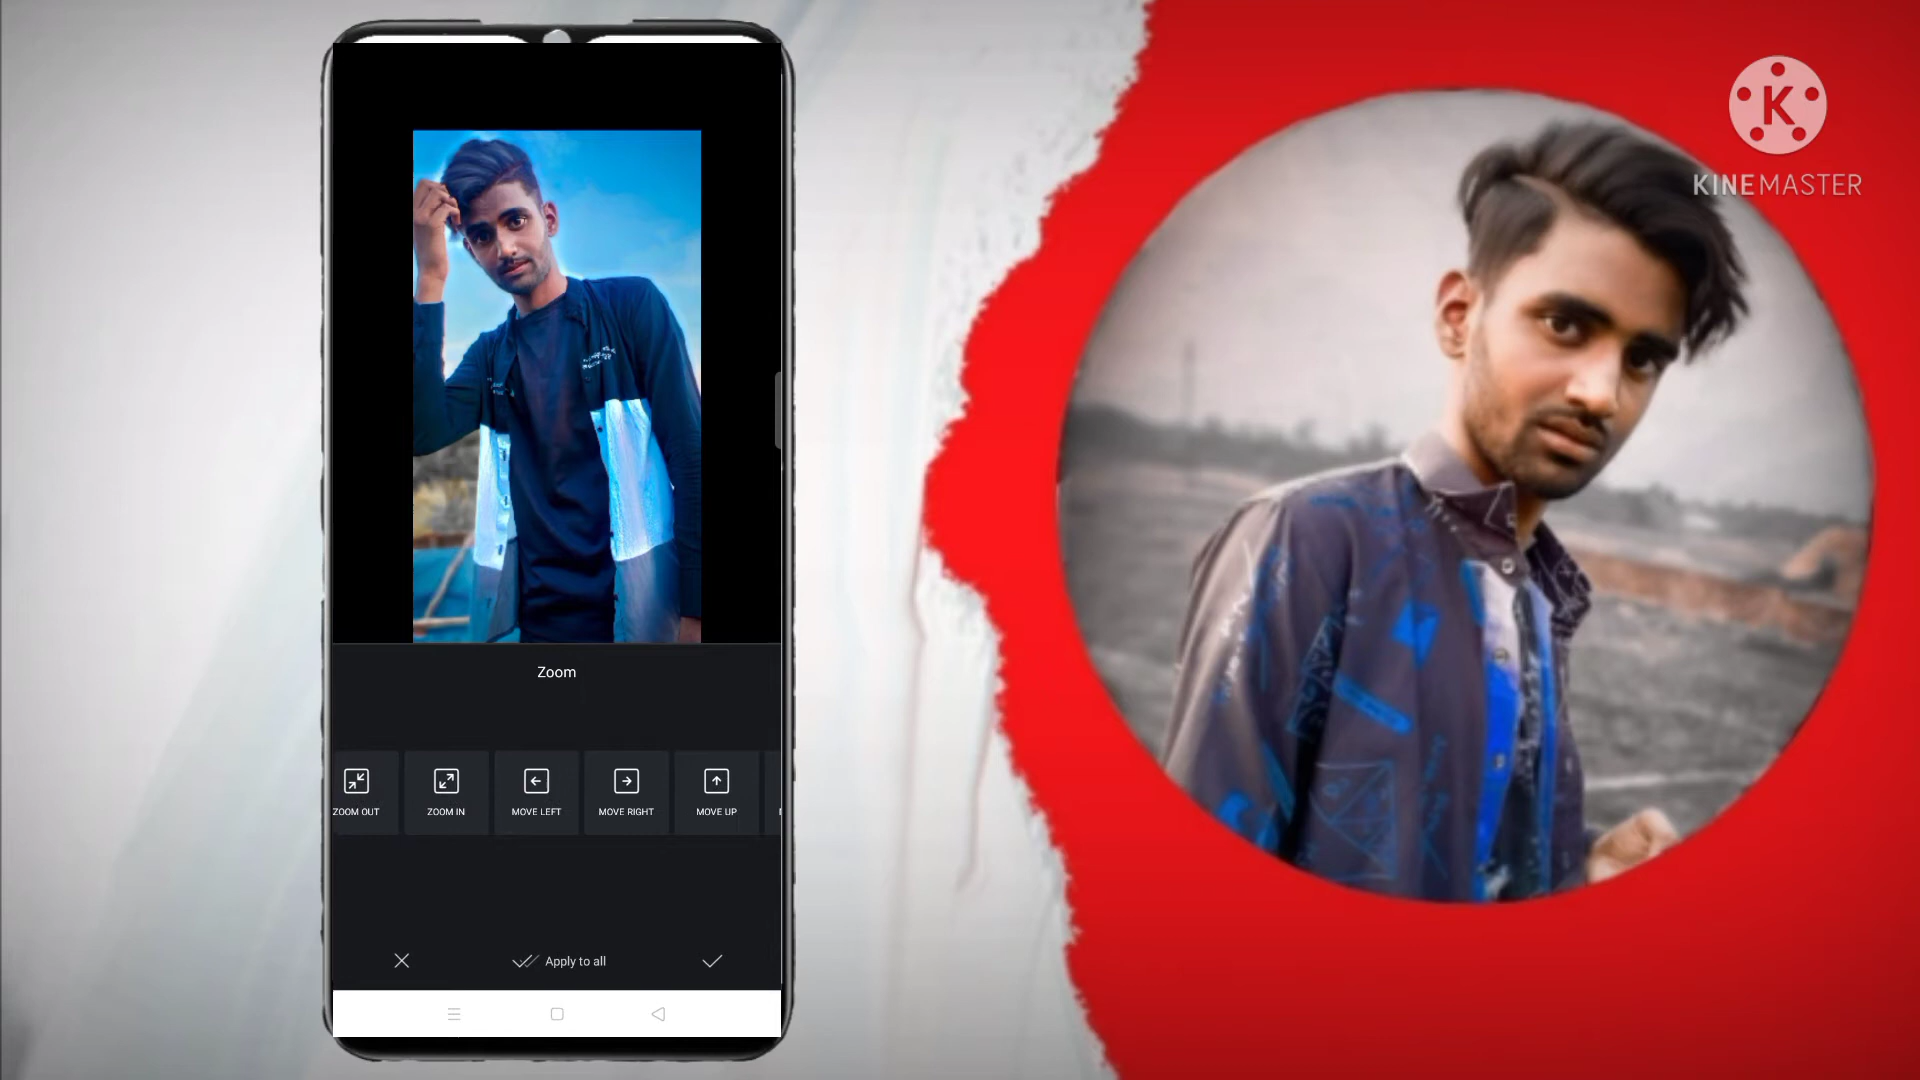 KINEMASTER
Zoom
ZOOM OUT
ZOOM IN
MOVE LEFT
MOVE RIGHT
MOVE UP
Apply to all